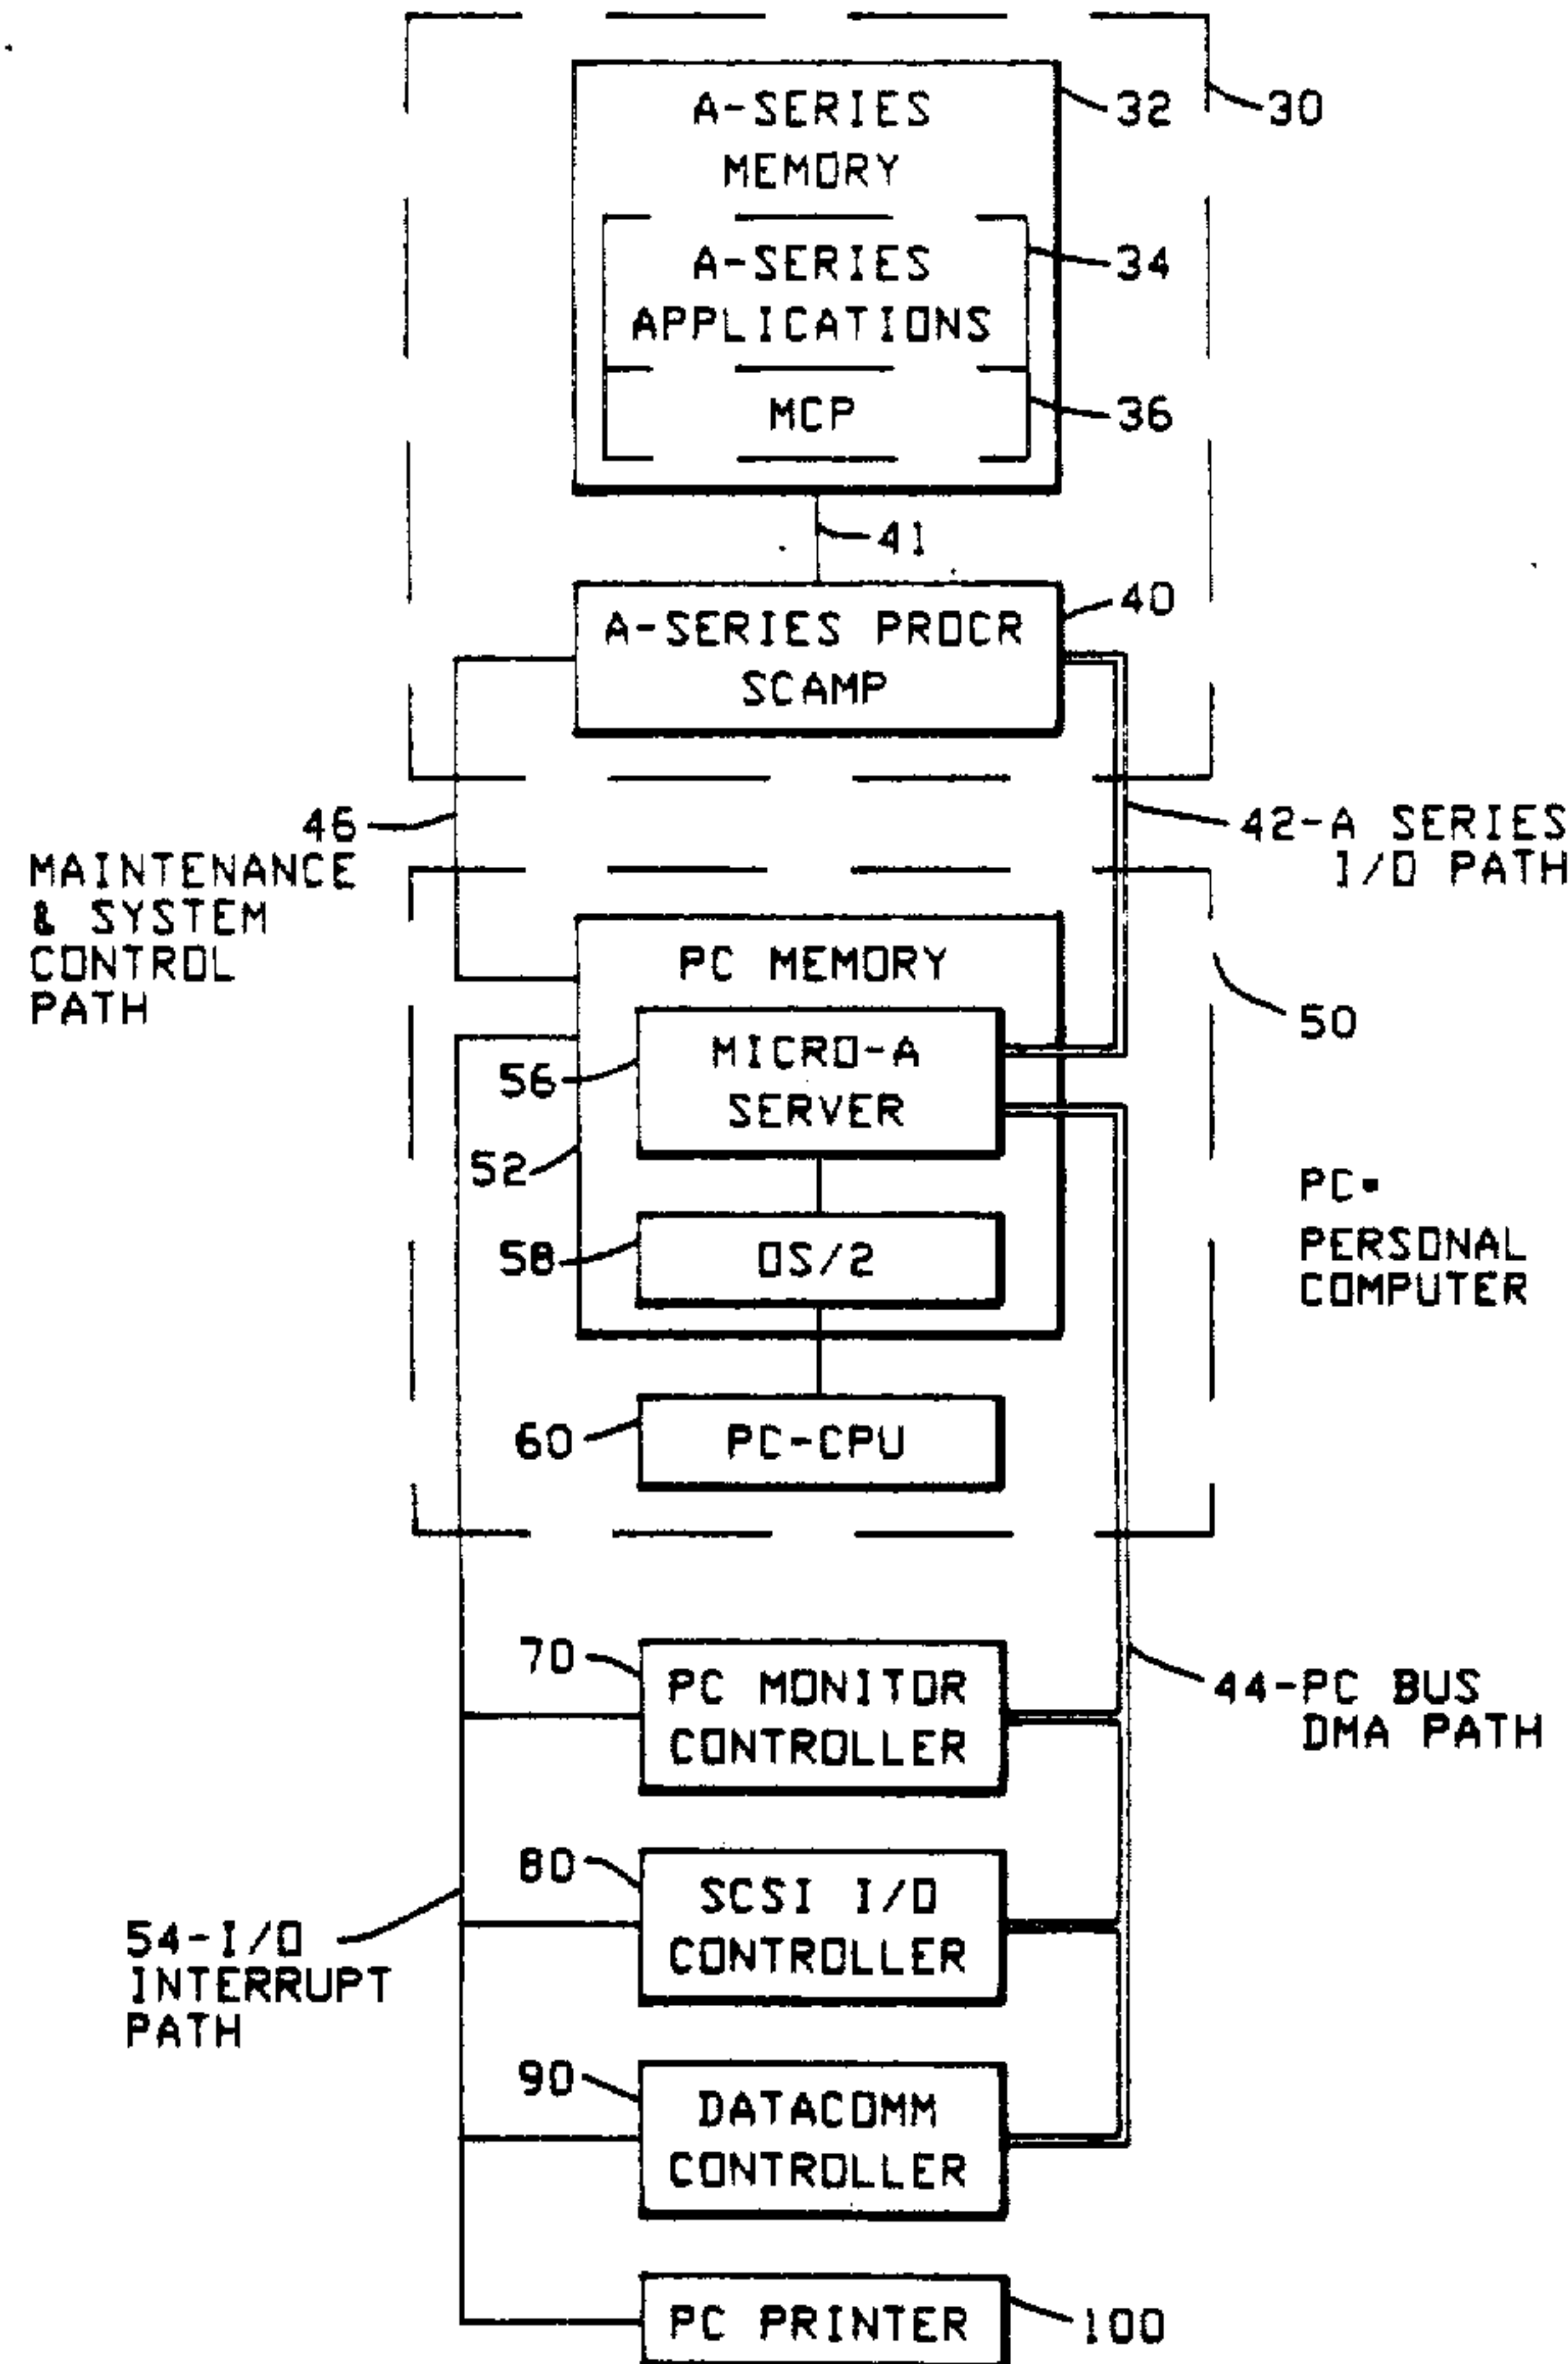 A-SERIES
MEMORY
32
30
A-SERIES
APPLICATIONS
34
MCP
36
41
A-SERIES PROCR
SCAMP
40
46
MAINTENANCE
& SYSTEM
CONTROL
PATH
42-A SERIES
I/O PATH
PC MEMORY
50
56
MICRO-A
SERVER
52
PC=
PERSONAL
COMPUTER
58
OS/2
60
PC-CPU
70
PC MONITOR
CONTROLLER
44-PC BUS
DMA PATH
80
SCSI I/O
CONTROLLER
54-I/O
INTERRUPT
PATH
90
DATACOMM
CONTROLLER
PC PRINTER
100